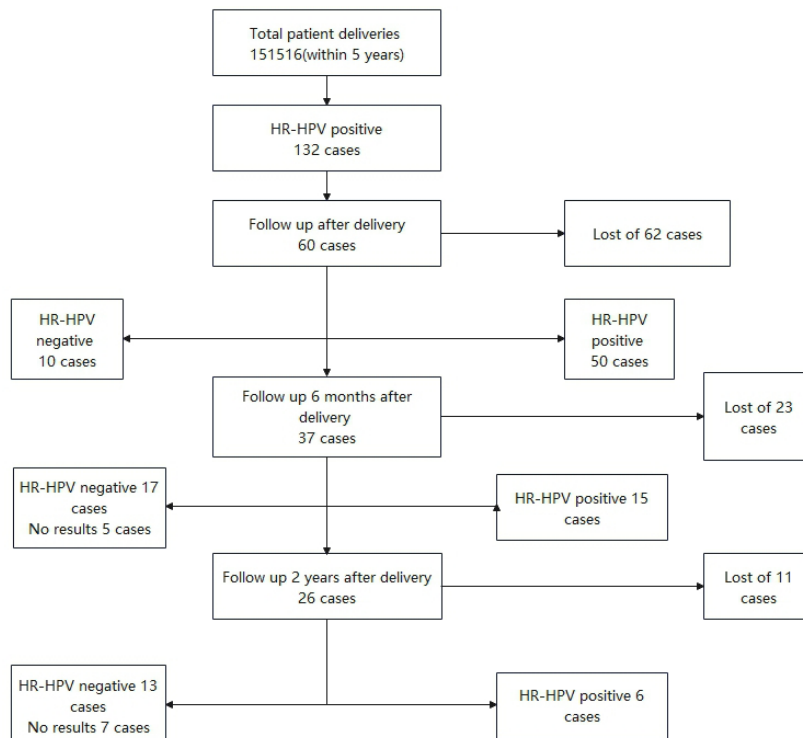 Total patient deliveries
151516(within 5 years)
HR-HPV positive
132 cases
Follow up after delivery
60 cases
Lost of 62 cases
HR-HPV
negative
10 cases
HR-HPV
positive
50 cases
Follow up 6 months after
delivery
37 cases
Lost of 23
cases
HR-HPV negative 17
cases
No results 5 cases
HR-HPV positive 15
cases
Follow up 2 years after delivery
26 cases
Lost of 11
cases
HR-HPV negative 13
cases
No results 7 cases
HR-HPV positive 6
cases